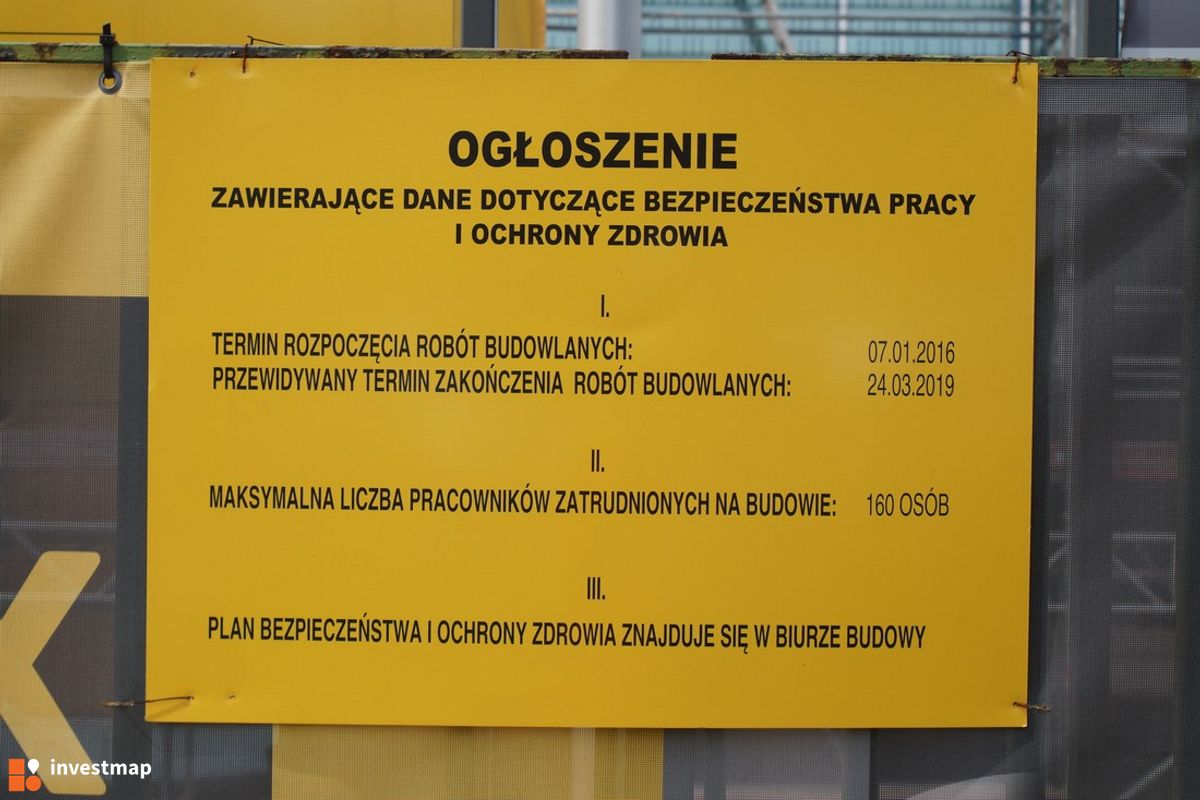 OGŁOSZENIE
ZAWIERAJĄCE DANE DOTYCZĄCE BEZPIECZEŃSTWA PRACY
I OCHRONY ZDROWIA
I.
TERMIN ROZPOCZĘCIA ROBÓT BUDOWLANYCH: 07.01.2016
PRZEWIDYWANY TERMIN ZAKOŃCZENIA ROBÓT BUDOWLANYCH: 24.03.2019
II.
MAKSYMALNA LICZBA PRACOWNIKÓW ZATRUDNIONYCH NA BUDOWIE: 160 OSÓB
III.
PLAN BEZPIECZEŃSTWA I OCHRONY ZDROWIA ZNAJDUJE SIĘ W BIURZE BUDOWY
investmap